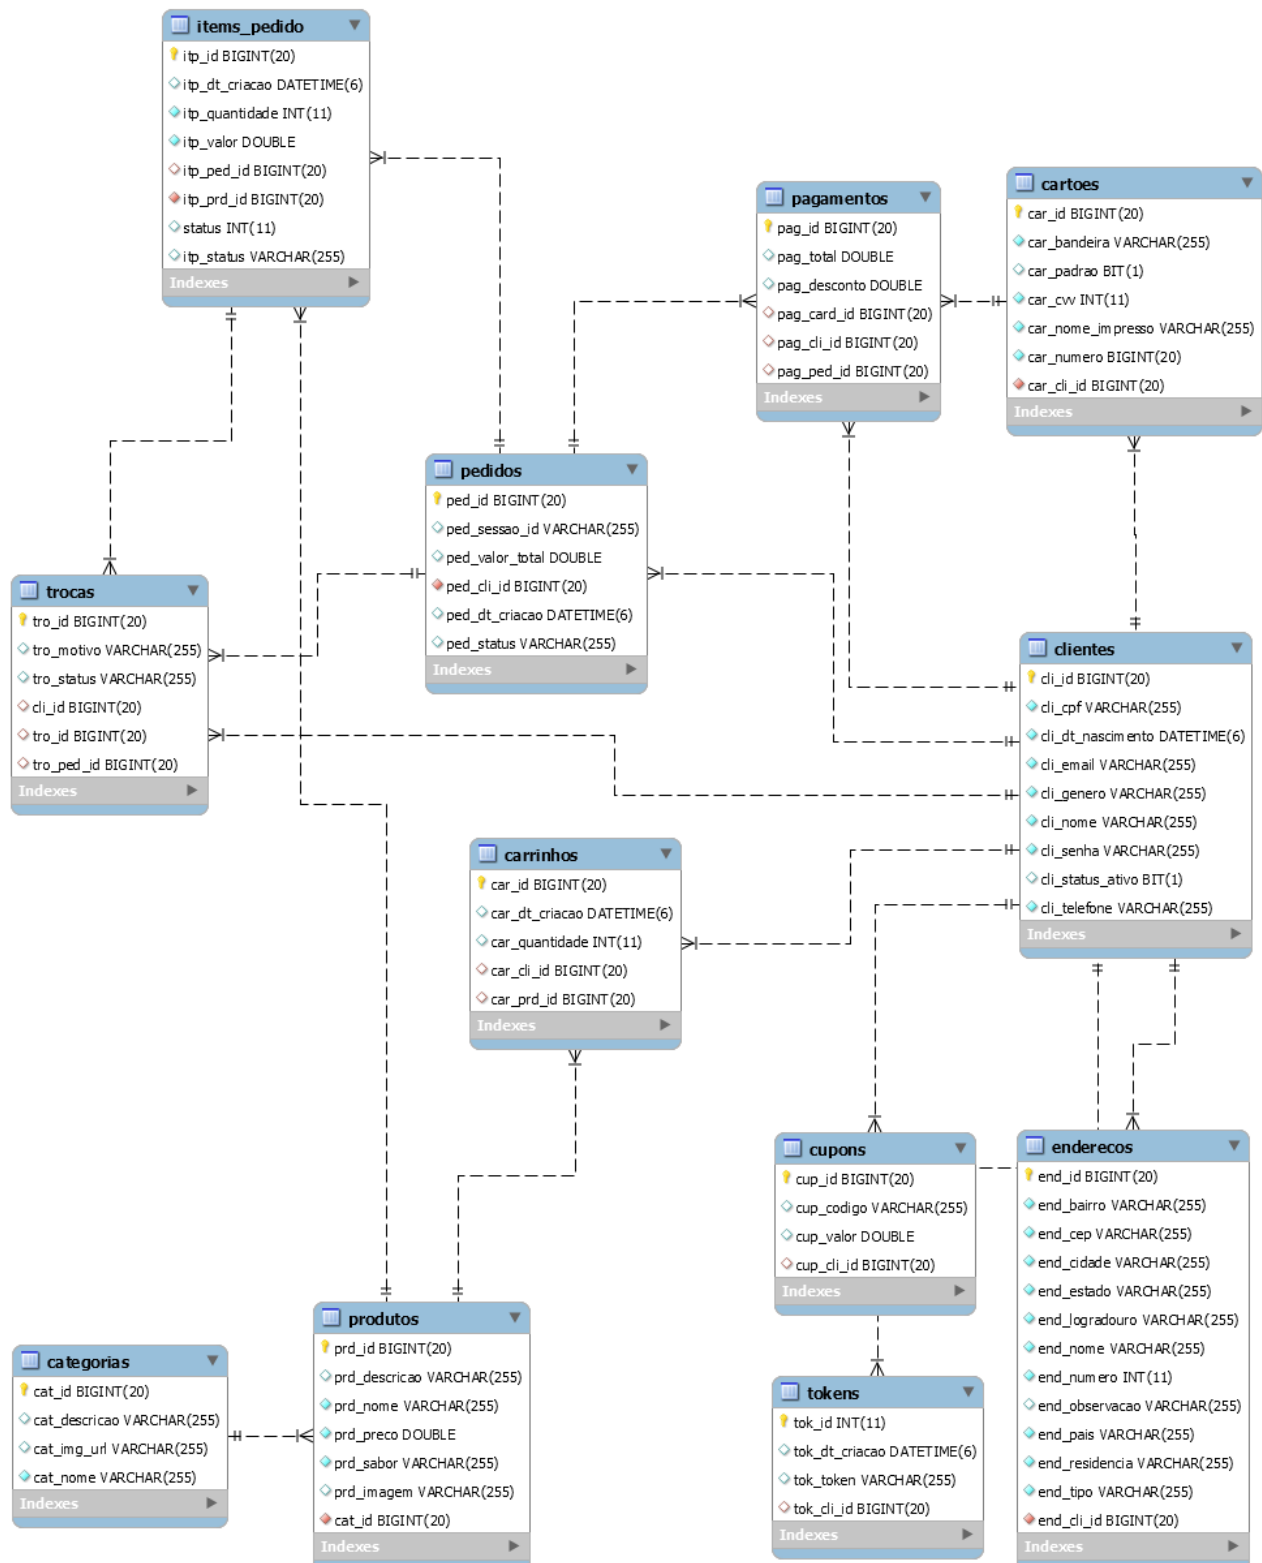 items_pedido
itp_id BIGINT(20)
itp_dt_criacao DATETIME(6)
itp_quantidade INT(11)
itp_valor DOUBLE
itp_ped_id BIGINT(20)
itp_prd_id BIGINT(20)
status INT(11)
itp_status VARCHAR(255)
Indexes
pagamentos
pag_id BIGINT(20)
pag_total DOUBLE
pag_desconto DOUBLE
pag_card_id BIGINT(20)
pag_cli_id BIGINT(20)
pag_ped_id BIGINT(20)
Indexes
cartoes
car_id BIGINT(20)
car_bandeira VARCHAR(255)
car_padrao BIT(1)
car_cvv INT(11)
car_nome_impresso VARCHAR(255)
car_numero BIGINT(20)
car_cli_id BIGINT(20)
Indexes
pedidos
ped_id BIGINT(20)
ped_sessao_id VARCHAR(255)
ped_valor_total DOUBLE
ped_cli_id BIGINT(20)
ped_dt_criacao DATETIME(6)
ped_status VARCHAR(255)
Indexes
trocas
tro_id BIGINT(20)
tro_motivo VARCHAR(255)
tro_status VARCHAR(255)
cli_id BIGINT(20)
tro_id BIGINT(20)
tro_ped_id BIGINT(20)
Indexes
clientes
cli_id BIGINT(20)
cli_cpf VARCHAR(255)
cli_dt_nascimento DATETIME(6)
cli_email VARCHAR(255)
cli_genero VARCHAR(255)
cli_nome VARCHAR(255)
cli_senha VARCHAR(255)
cli_status_ativo BIT(1)
cli_telefone VARCHAR(255)
Indexes
carrinhos
car_id BIGINT(20)
car_dt_criacao DATETIME(6)
car_quantidade INT(11)
car_cli_id BIGINT(20)
car_prd_id BIGINT(20)
Indexes
cupons
cup_id BIGINT(20)
cup_codigo VARCHAR(255)
cup_valor DOUBLE
cup_cli_id BIGINT(20)
Indexes
enderecos
end_id BIGINT(20)
end_bairro VARCHAR(255)
end_cep VARCHAR(255)
end_cidade VARCHAR(255)
end_estado VARCHAR(255)
end_logradouro VARCHAR(255)
end_nome VARCHAR(255)
end_numero INT(11)
end_observacao VARCHAR(255)
end_pais VARCHAR(255)
end_residencia VARCHAR(255)
end_tipo VARCHAR(255)
end_cli_id BIGINT(20)
Indexes
categorias
cat_id BIGINT(20)
cat_descricao VARCHAR(255)
cat_img_url VARCHAR(255)
cat_nome VARCHAR(255)
Indexes
produtos
prd_id BIGINT(20)
prd_descricao VARCHAR(255)
prd_nome VARCHAR(255)
prd_preco DOUBLE
prd_sabor VARCHAR(255)
prd_imagem VARCHAR(255)
cat_id BIGINT(20)
Indexes
tokens
tok_id INT(11)
tok_dt_criacao DATETIME(6)
tok_token VARCHAR(255)
tok_cli_id BIGINT(20)
Indexes